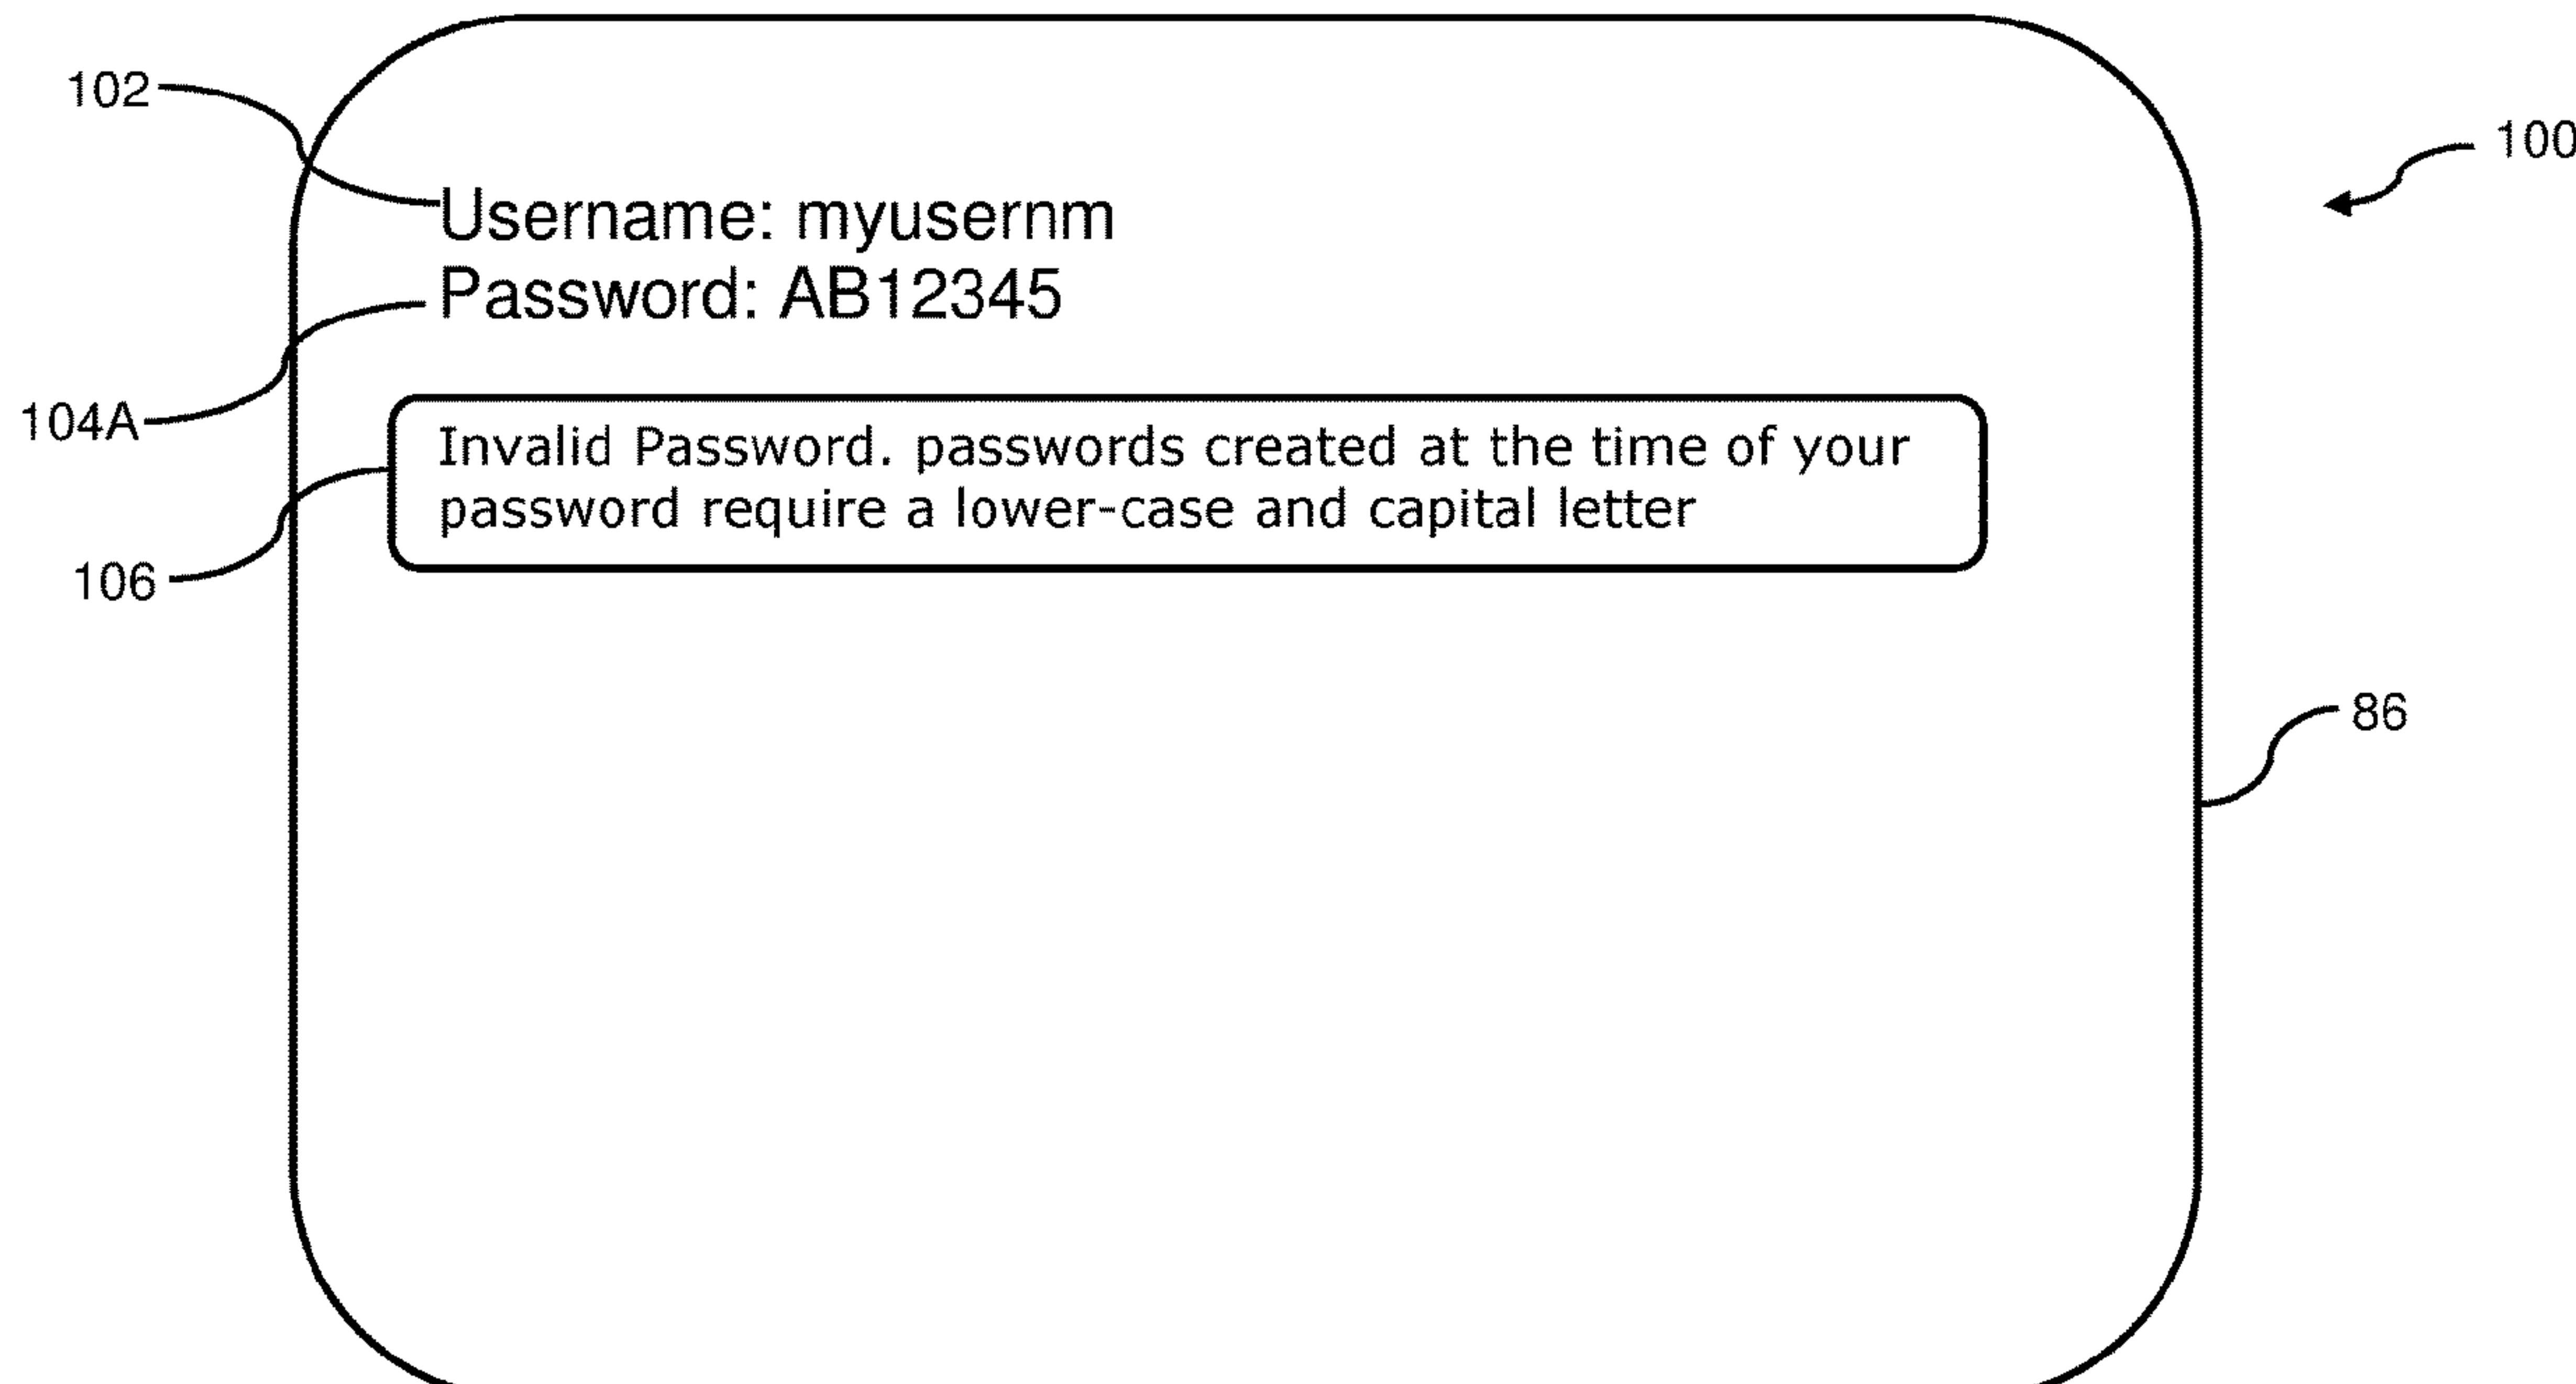 102
100
Username: myusernm
Password: AB12345
104A
Invalid Password. passwords created at the time of your
password require a lower-case and capital letter
106
86